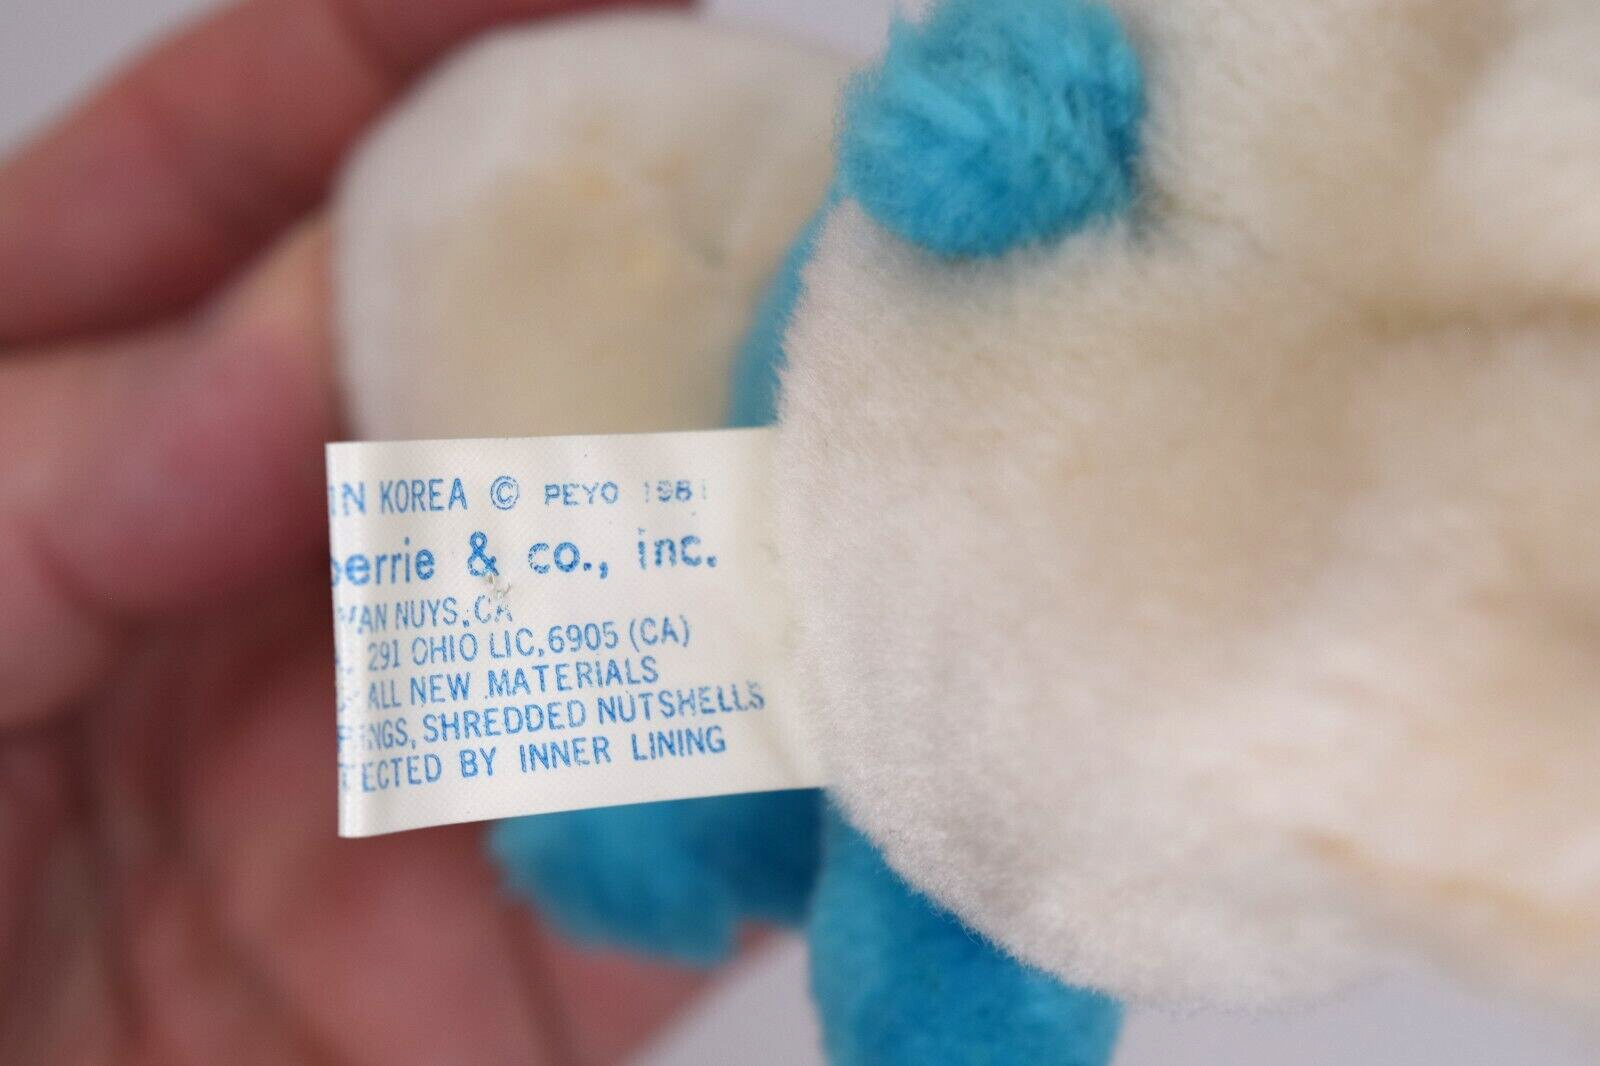 IN KOREA © PEYO 1981
berrie & co., inc.
VAN NUYS, CA
291 OHIO LIC, 6905 (CA)
ALL NEW MATERIALS
INGS, SHREDDED NUTSHELLS
TECTED BY INNER LINING